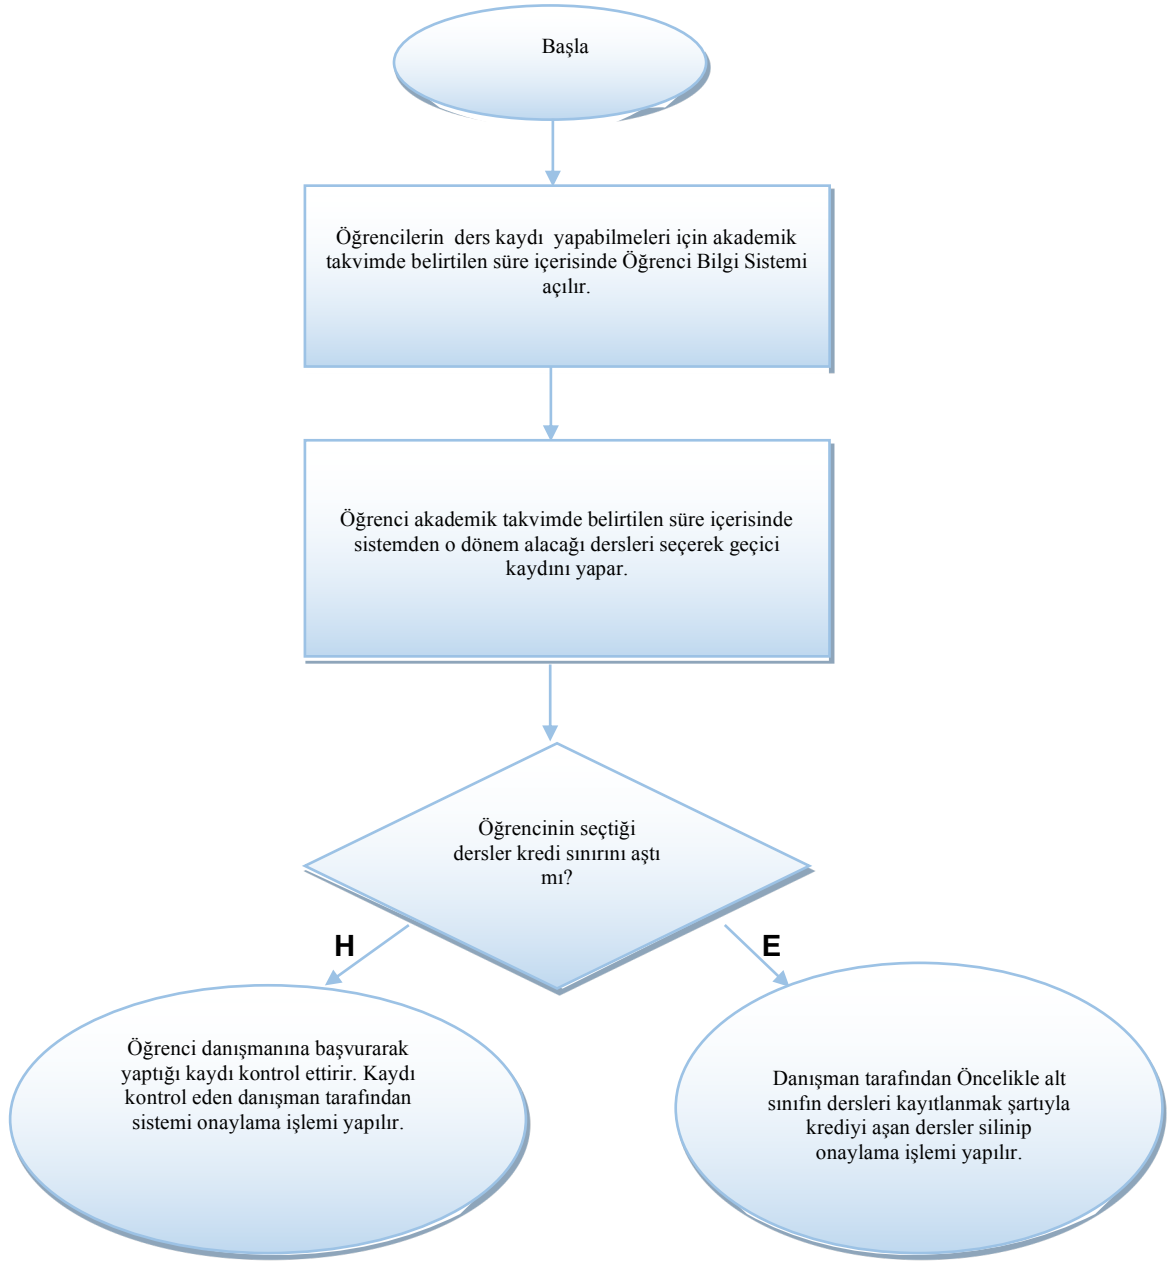 Başla
Öğrencilerin ders kaydı yapabilmeleri için akademik
takvimde belirtilen süre içerisinde Öğrenci Bilgi Sistemi
açılır.
Öğrenci akademik takvimde belirtilen süre içerisinde
sistemden o dönem alacağı dersleri seçerek geçici
kaydını yapar.
Öğrencinin seçtiği
dersler kredi sınırını aştı
mı?
H
E
Öğrenci danışmanına başvurarak
yaptığı kaydı kontrol ettirir. Kaydı
kontrol eden danışman tarafından
sistemi onaylama işlemi yapılır.
Danışman tarafından Öncelikle alt
sınıfın dersleri kayıtlanmak şartıyla
krediyi aşan dersler silinip
onaylama işlemi yapılır.